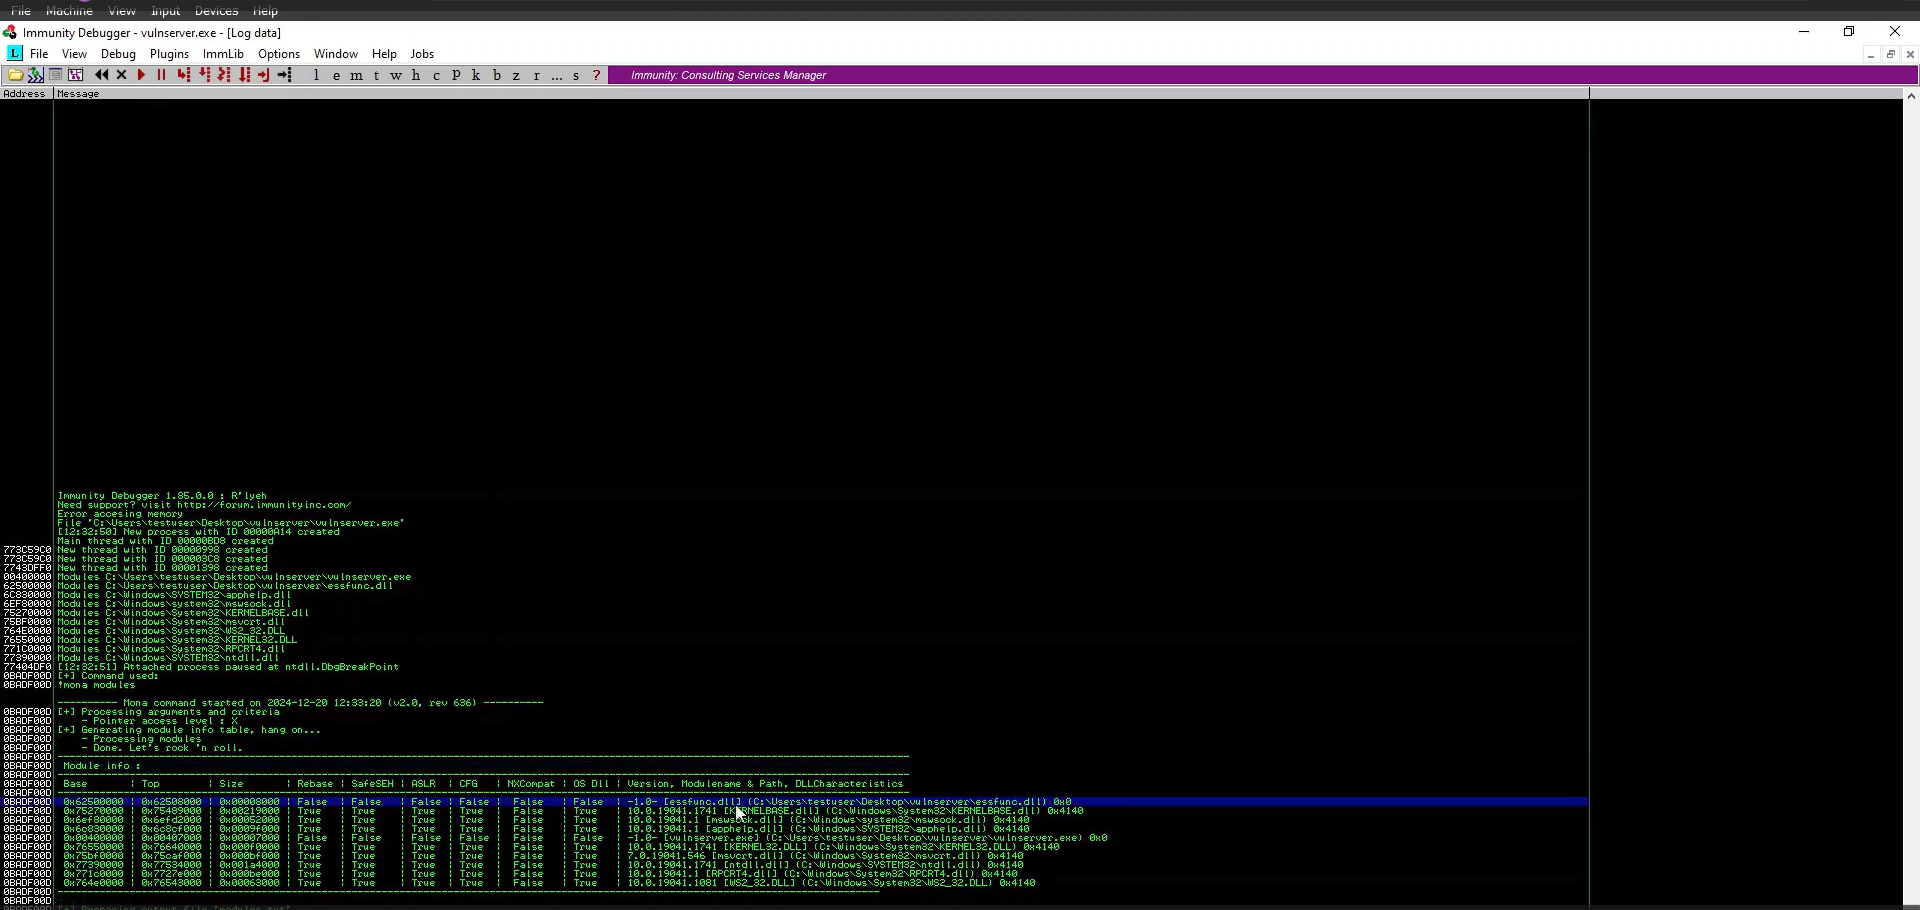 File Machine View Input Devices Help
Immunity Debugger - vulnserver.exe - [Log data]
L File View Debug Plugins ImmLib Options Window Help Jobs
l e m t w h c P k b z r ... s ? Immunity: Consulting Services Manager
Address Message
Immunity Debugger 1.85.0.0 : R'lyeh
Need support? visit http://forum.immunityinc.com/
Error accesing memory
File 'C:\Users\testuser\Desktop\vulnserver\vulnserver.exe'
[12:32:50] New process with ID 00000A14 created
Main thread with ID 00000BD8 created
773C59C0 New thread with ID 00000998 created
773C59C0 New thread with ID 000003C8 created
7743DFF0 New thread with ID 00001398 created
00400000 Modules C:\Users\testuser\Desktop\vulnserver\vulnserver.exe
62500000 Modules C:\Users\testuser\Desktop\vulnserver\essfunc.dll
6C830000 Modules C:\Windows\SYSTEM32\apphelp.dll
6EF80000 Modules C:\Windows\System32\mswsock.dll
75270000 Modules C:\Windows\System32\KERNELBASE.dll
75BF0000 Modules C:\Windows\System32\msvcrt.dll
764E0000 Modules C:\Windows\System32\WS2_32.DLL
76550000 Modules C:\Windows\System32\KERNEL32.DLL
771C0000 Modules C:\Windows\System32\RPCRT4.dll
77390000 Modules C:\Windows\SYSTEM32\ntdll.dll
77404DF0 [12:32:51] Attached process paused at ntdll.DbgBreakPoint
0BADF00D [+] Command used:
0BADF00D !mona modules
---------- Mona command started on 2024-12-20 12:33:20 (v2.0, rev 636) ----------
0BADF00D [+] Processing arguments and criteria
0BADF00D - Pointer access level : X
0BADF00D [+] Generating module info table, hang on...
0BADF00D - Processing modules
0BADF00D - Done. Let's rock 'n roll.
0BADF00D
0BADF00D Module info :
0BADF00D
0BADF00D Base | Top | Size | Rebase | SafeSEH | ASLR | CFG | NXCompat | OS Dll | Version, Modulename & Path, DLLCharacteristics
0BADF00D
0BADF00D 0x62500000 | 0x62508000 | 0x00008000 | False | False | False | False | False | False | -1.0- [essfunc.dll] (C:\Users\testuser\Desktop\vulnserver\essfunc.dll) 0x0
0BADF00D 0x75270000 | 0x75489000 | 0x00219000 | True | True | True | True | False | True | 10.0.19041.1741 [KERNELBASE.dll] (C:\Windows\System32\KERNELBASE.dll) 0x4140
0BADF00D 0x6ef80000 | 0x6efd2000 | 0x00052000 | True | True | True | True | False | True | 10.0.19041.1 [mswsock.dll] (C:\Windows\system32\mswsock.dll) 0x4140
0BADF00D 0x6c830000 | 0x6c8cf000 | 0x0009f000 | True | True | True | True | False | True | 10.0.19041.1 [apphelp.dll] (C:\Windows\SYSTEM32\apphelp.dll) 0x4140
0BADF00D 0x00400000 | 0x00407000 | 0x00007000 | False | False | False | False | False | False | -1.0- [vulnserver.exe] (C:\Users\testuser\Desktop\vulnserver\vulnserver.exe) 0x0
0BADF00D 0x76550000 | 0x76640000 | 0x000f0000 | True | True | True | True | False | True | 10.0.19041.1741 [KERNEL32.DLL] (C:\Windows\System32\KERNEL32.DLL) 0x4140
0BADF00D 0x75bf0000 | 0x75caf000 | 0x000bf000 | True | True | True | True | False | True | 7.0.19041.546 [msvcrt.dll] (C:\Windows\System32\msvcrt.dll) 0x4140
0BADF00D 0x77390000 | 0x77534000 | 0x001a4000 | True | True | True | True | False | True | 10.0.19041.1741 [ntdll.dll] (C:\Windows\SYSTEM32\ntdll.dll) 0x4140
0BADF00D 0x771c0000 | 0x7727e000 | 0x000be000 | True | True | True | True | False | True | 10.0.19041.1 [RPCRT4.dll] (C:\Windows\System32\RPCRT4.dll) 0x4140
0BADF00D 0x764e0000 | 0x76543000 | 0x00063000 | True | True | True | True | False | True | 10.0.19041.1081 [WS2_32.DLL] (C:\Windows\System32\WS2_32.DLL) 0x4140
0BADF00D
0BADF00D